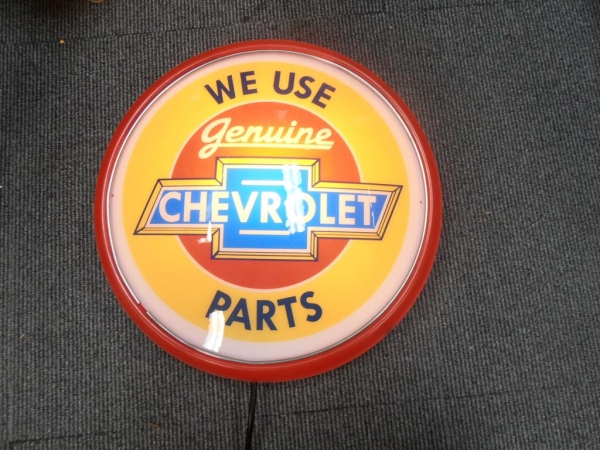 WE USE
Genuine
CHEVROLET
PARTS